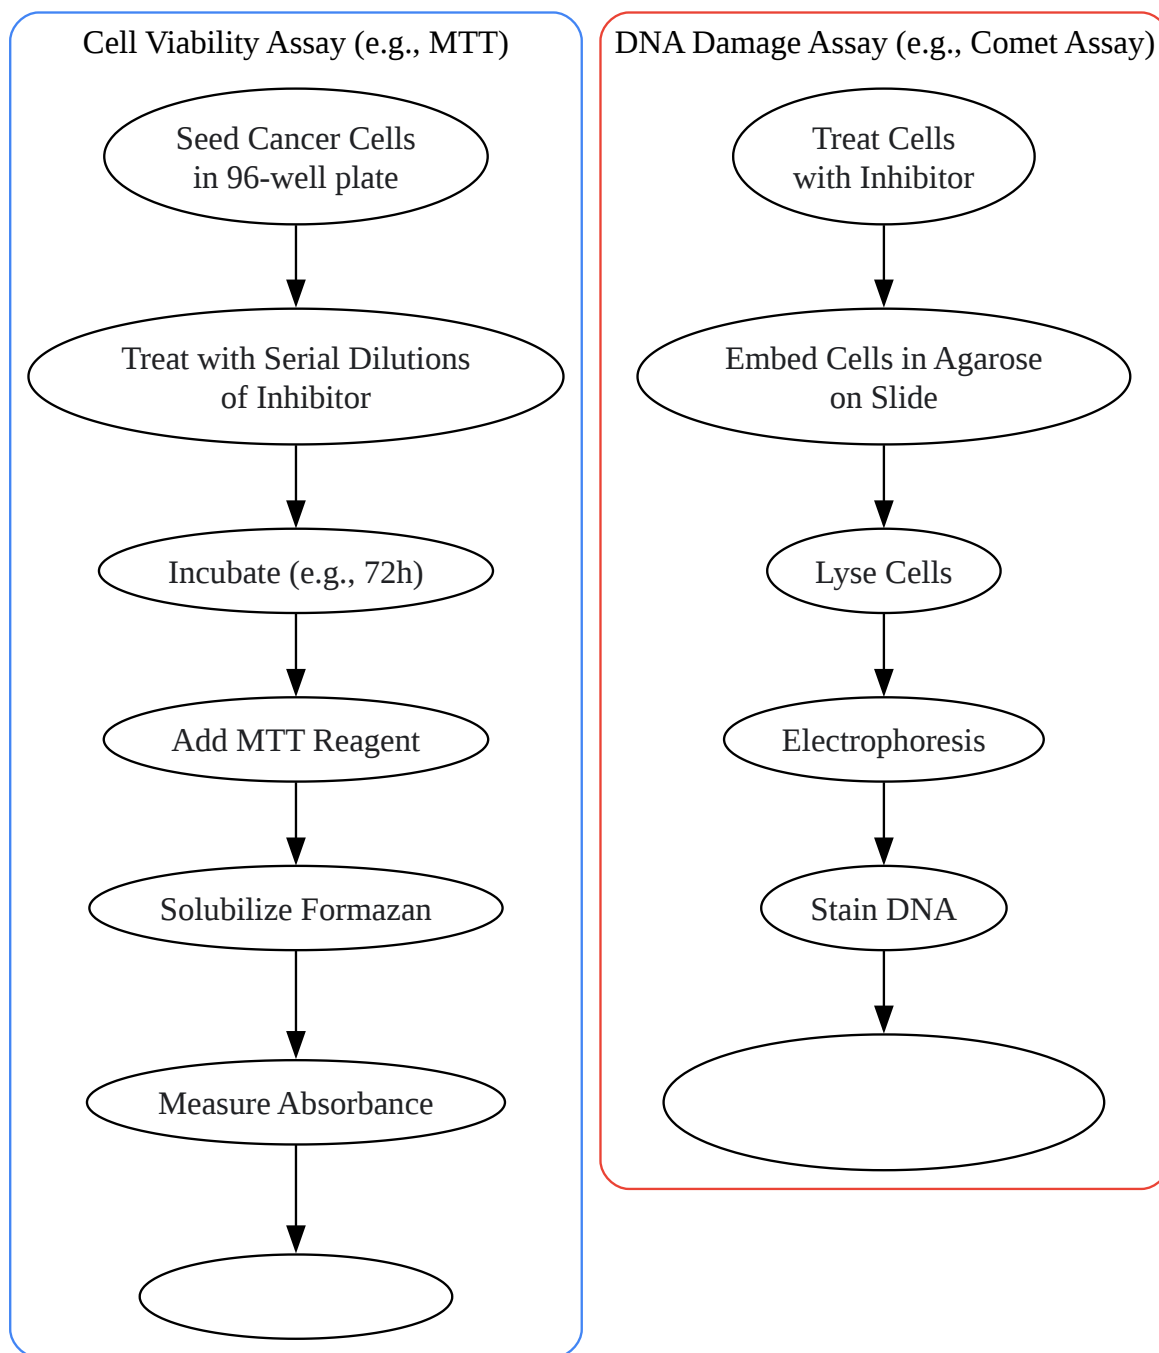 Cell Viability Assay (e.g., MTT)
Seed Cancer Cells
in 96-well plate
Treat with Serial Dilutions
of Inhibitor
Incubate (e.g., 72h)
Add MTT Reagent
Solubilize Formazan
Measure Absorbance
DNA Damage Assay (e.g., Comet Assay)
Treat Cells
with Inhibitor
Embed Cells in Agarose
on Slide
Lyse Cells
Electrophoresis
Stain DNA